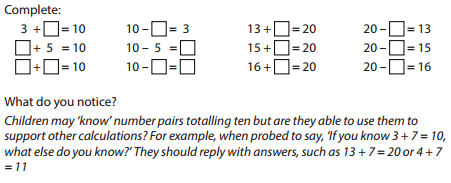 Complete:
3 + □ = 10 10 – □ = 3 13 + □ = 20 20 – □ = 13
□ + 5 = 10 10 – 5 = □ 15 + □ = 20 20 – □ = 15
□ + □ = 10 10 – □ = □ 16 + □ = 20 20 – □ = 16
What do you notice?
Children may ‘know’ number pairs totalling ten but are they able to use them to
support other calculations? For example, when probed to say, ‘If you know 3 + 7 = 10,
what else do you know?’ They should reply with answers, such as 13 + 7 = 20 or 4 + 7
= 11